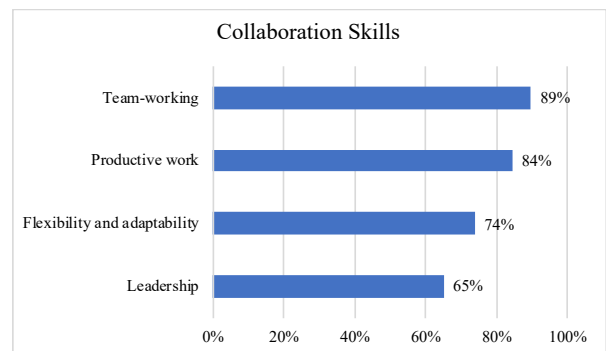 Collaboration Skills
Team-working 89%
Productive work 84%
Flexibility and adaptability 74%
Leadership 65%
0% 20% 40% 60% 80% 100%